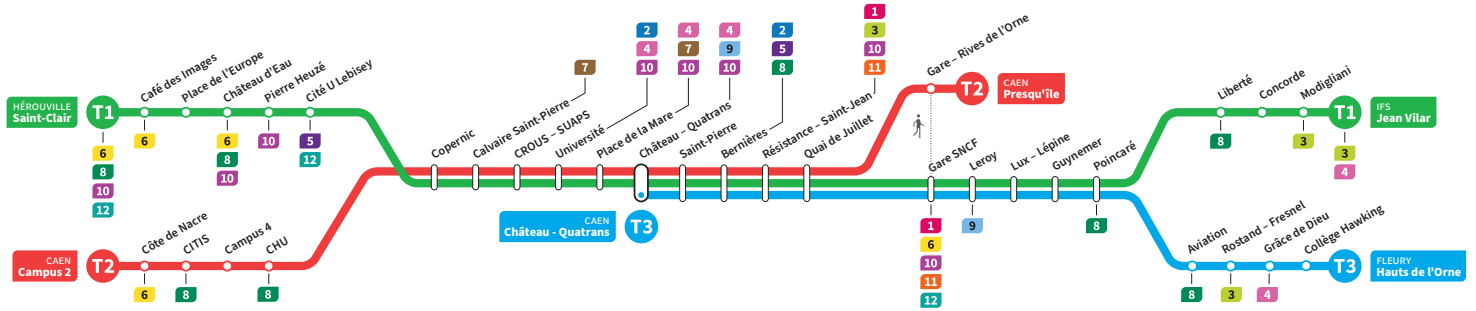 1
2
4
4
2
3
9
5
10
7
7
4
10
10
10
8
11
Gare – Rives de l'Orne
T2
CAEN
Presqu'île
HÉROUVILLE
Saint-Clair
T1
Café des Images
Place de l'Europe
Château d'Eau
Pierre Heuzé
Cité U Lebisey
6
8
10
12
6
6
8
10
10
5
12
Copernic
Calvaire Saint-Pierre
CROUS – SUAPS
Université
Place de la Mare
Château – Quatrans
Saint-Pierre
Bernières
Résistance – Saint-Jean
Quai de Juillet
Gare SNCF
Leroy
Lux – Lépine
Guynemer
Poincaré
Liberté
Concorde
Modigliani
T1
IFS
Jean Vilar
8
3
3
4
CAEN
Château - Quatrans
T3
1
6
10
11
12
9
8
CAEN
Campus 2
T2
Côte de Nacre
CITIS
Campus 4
CHU
6
8
8
Aviation
Rostand – Fresnel
Grâce de Dieu
Collège Hawking
T3
FLEURY
Hauts de l'Orne
8
3
4